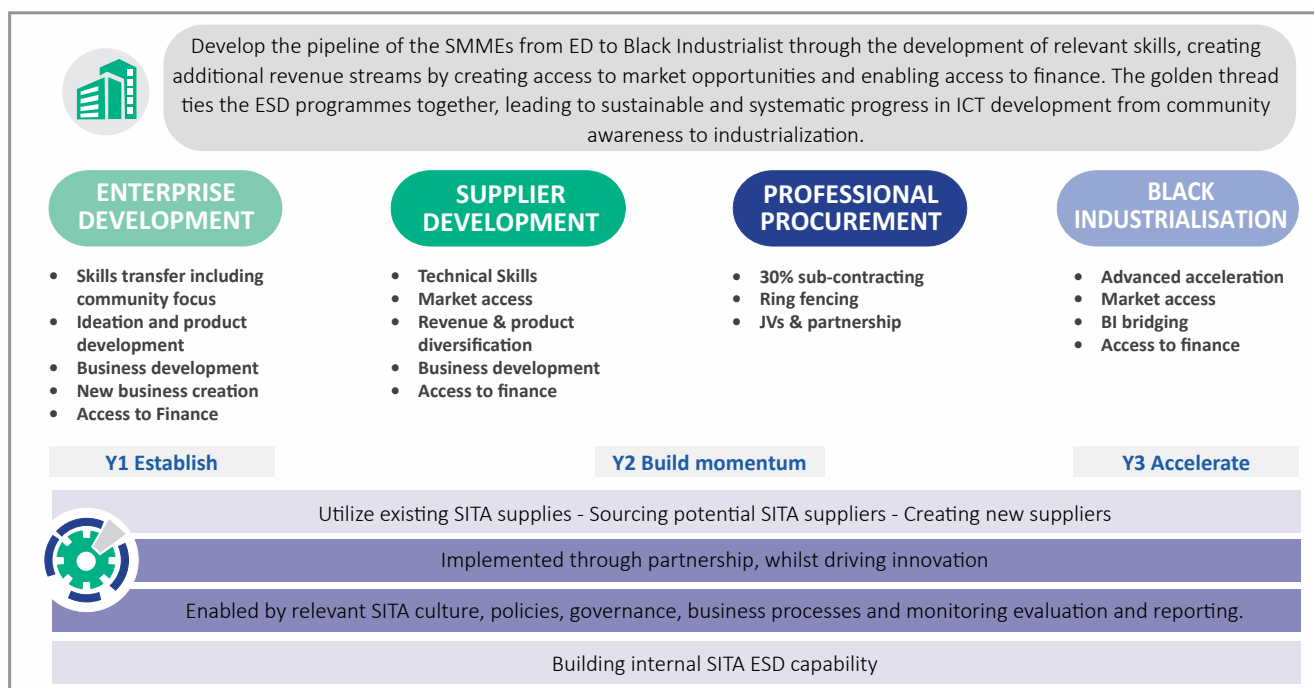 Develop the pipeline of the SMMEs from ED to Black Industrialist through the development of relevant skills, creating
additional revenue streams by creating access to market opportunities and enabling access to finance. The golden thread
ties the ESD programmes together, leading to sustainable and systematic progress in ICT development from community
awareness to industrialization.
ENTERPRISE
DEVELOPMENT
• Skills transfer including
community focus
• Ideation and product
development
• Business development
• New business creation
• Access to Finance
SUPPLIER
DEVELOPMENT
• Technical Skills
• Market access
• Revenue & product
diversification
• Business development
• Access to finance
PROFESSIONAL
PROCUREMENT
• 30% sub-contracting
• Ring fencing
• JVs & partnership
BLACK
INDUSTRIALISATION
• Advanced acceleration
• Market access
• BI bridging
• Access to finance
Y1 Establish
Y2 Build momentum
Y3 Accelerate
Utilize existing SITA supplies - Sourcing potential SITA suppliers - Creating new suppliers
Implemented through partnership, whilst driving innovation
Enabled by relevant SITA culture, policies, governance, business processes and monitoring evaluation and reporting.
Building internal SITA ESD capability